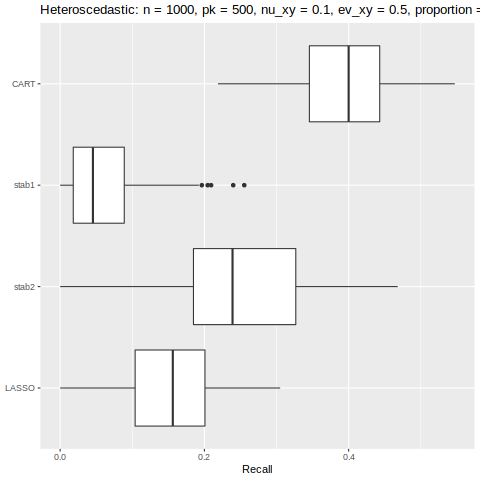 Heteroscedastic: n = 1000, pk = 500, nu_xy = 0.1, ev_xy = 0.5, proportion =
CART
stab1
stab2
LASSO
0.0 0.2 0.4
Recall